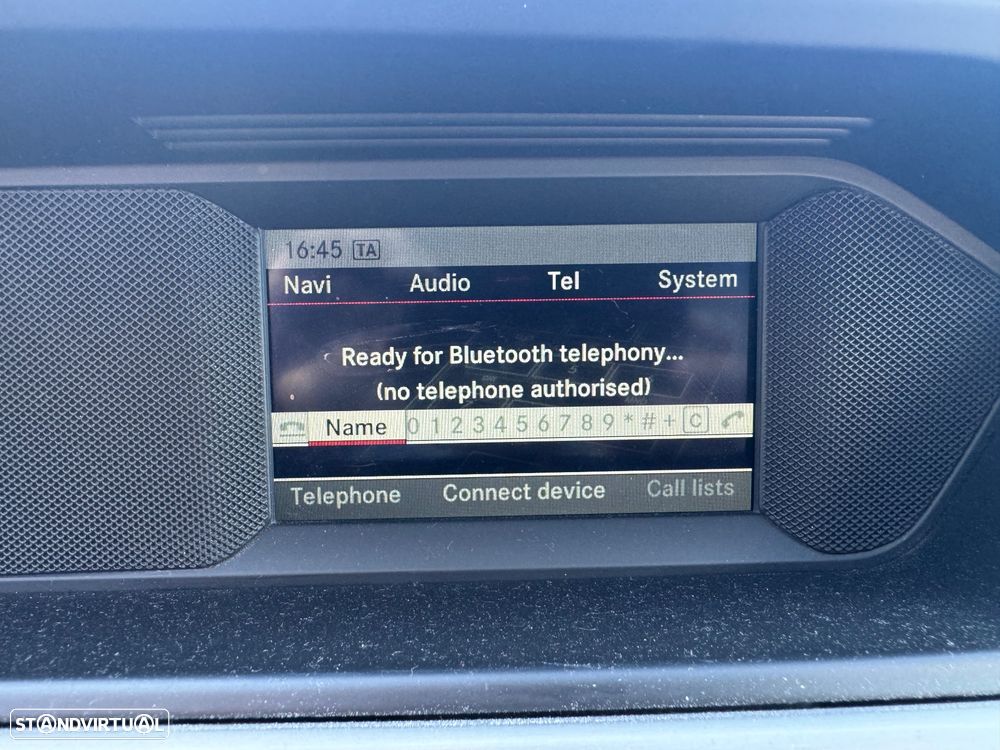 16:45 TA
Navi Audio Tel System
Ready for Bluetooth telephony...
(no telephone authorised)
Name 0 1 2 3 4 5 6 7 8 9 * # + C
Telephone Connect device Call lists
STANDVIRTUAL